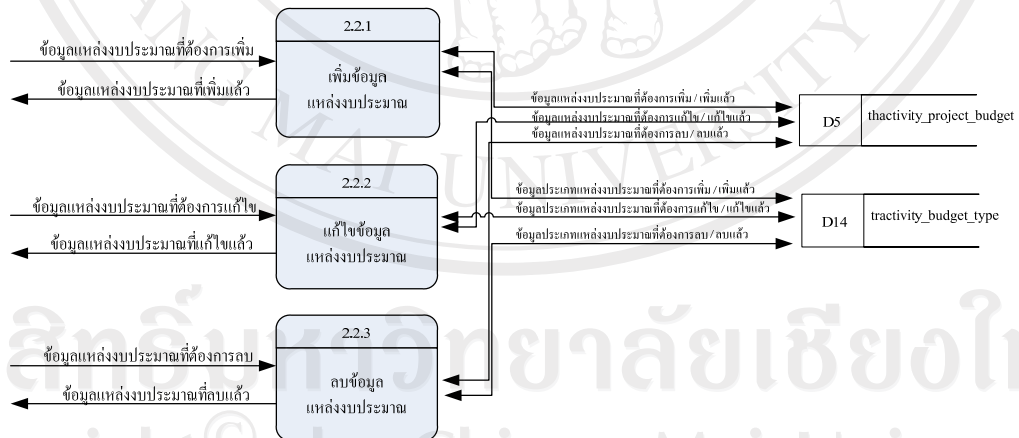 2.2.1
ข้อมูลแหล่งงบประมาณที่ต้องการเพิ่ม
เพิ่มข้อมูล
ข้อมูลแหล่งงบประมาณที่เพิ่มแล้ว
แหล่งงบประมาณ
ข้อมูลแหล่งงบประมาณที่ต้องการเพิ่ม / เพิ่มแล้ว
ข้อมูลแหล่งงบประมาณที่ต้องการแก้ไข / แก้ไขแล้ว
ข้อมูลแหล่งงบประมาณที่ต้องการลบ / ลบแล้ว
D5 thactivity_project_budget
2.2.2
ข้อมูลแหล่งงบประมาณที่ต้องการแก้ไข
แก้ไขข้อมูล
ข้อมูลแหล่งงบประมาณที่แก้ไขแล้ว
แหล่งงบประมาณ
ข้อมูลประเภทแหล่งงบประมาณที่ต้องการเพิ่ม / เพิ่มแล้ว
ข้อมูลประเภทแหล่งงบประมาณที่ต้องการแก้ไข / แก้ไขแล้ว
ข้อมูลประเภทแหล่งงบประมาณที่ต้องการลบ / ลบแล้ว
D14 tractivity_budget_type
2.2.3
ข้อมูลแหล่งงบประมาณที่ต้องการลบ
ลบข้อมูล
ข้อมูลแหล่งงบประมาณที่ลบแล้ว
แหล่งงบประมาณ
ANG MAI UNIVERSITY